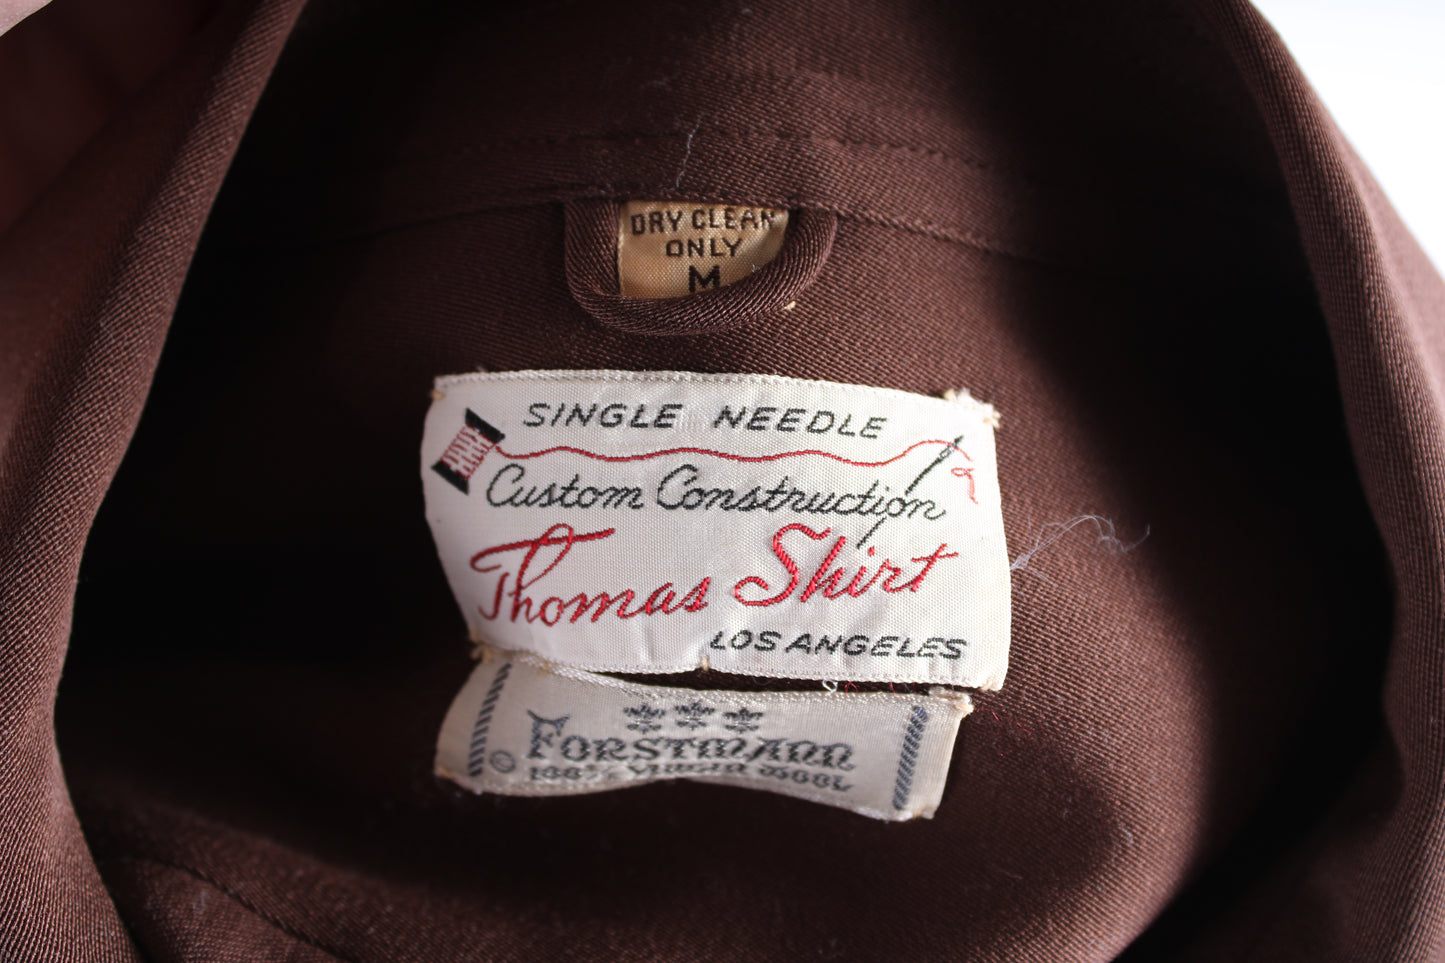 DRY CLEAN
ONLY
M
SINGLE NEEDLE
Custom Construction
Thomas Shirt
LOS ANGELES
© FORSTMANN
100% VIRGIN WOOL